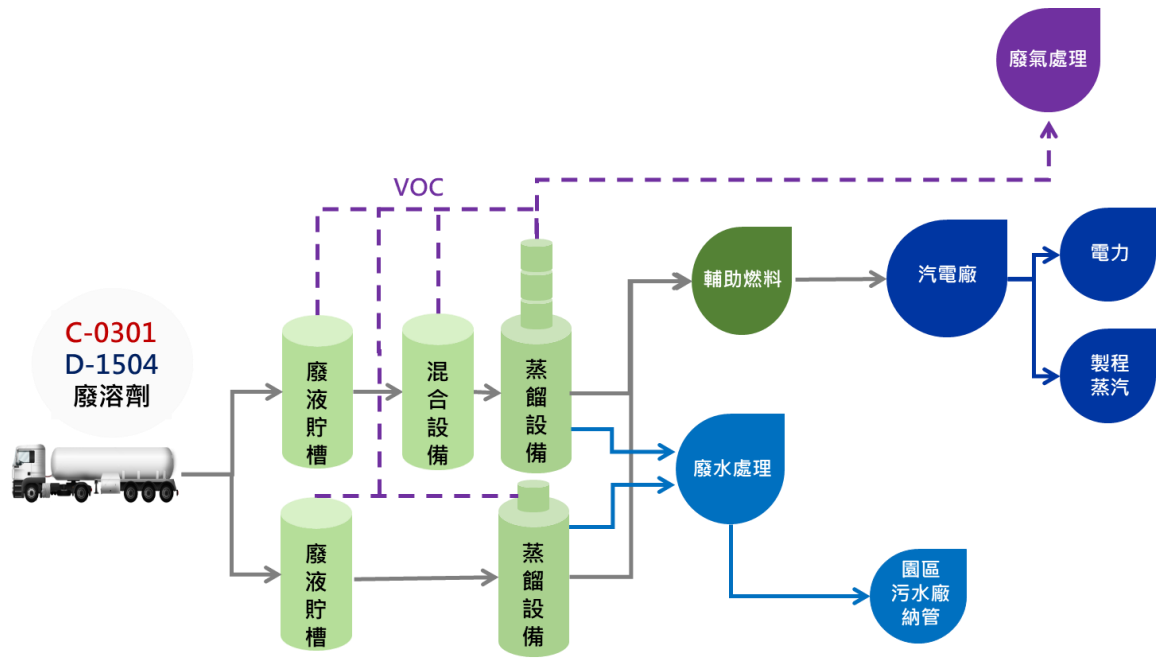 廢氣處理
VOC
電力
輔助燃料
汽電廠
C-0301
D-1504
廢溶劑
廢液貯槽
混合設備
蒸餾設備
製程
蒸汽
廢水處理
廢液貯槽
蒸餾設備
園區
污水廠
納管